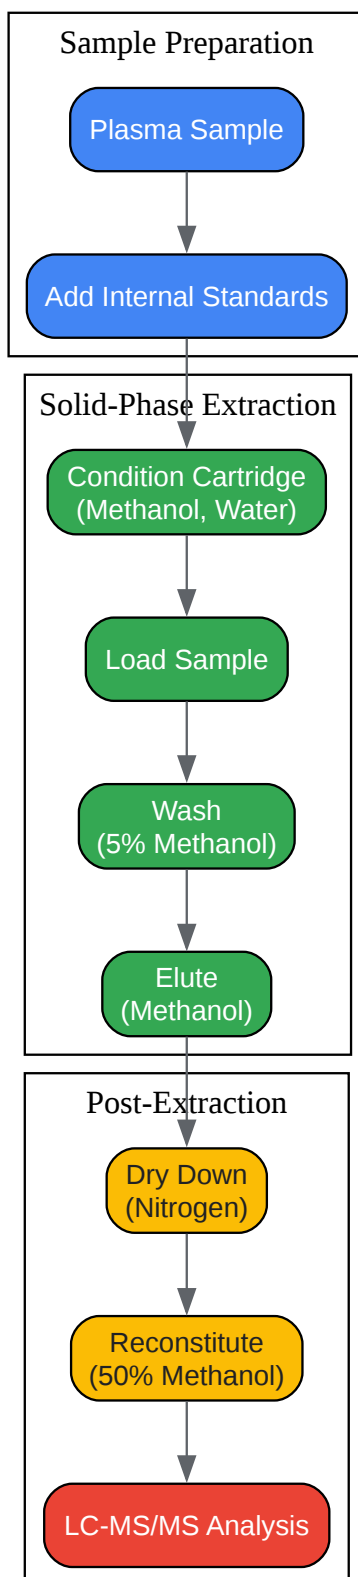 Sample Preparation
Plasma Sample
Add Internal Standards
Solid-Phase Extraction
Condition Cartridge
(Methanol, Water)
Load Sample
Wash
(5% Methanol)
Elute
(Methanol)
Post-Extraction
Dry Down
(Nitrogen)
Reconstitute
(50% Methanol)
LC-MS/MS Analysis